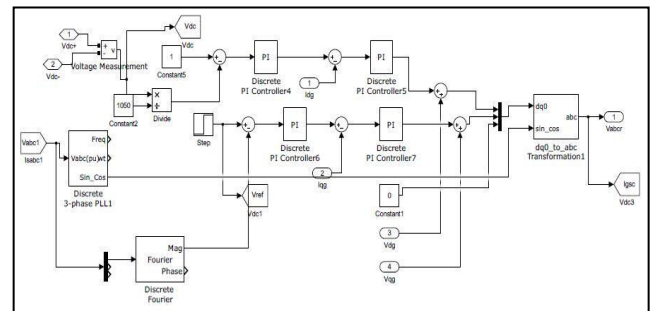 1
Vdc+
2
Vdc-
+
-
v
Voltage Measurement
Vdc
Vdc
1
Constant5
1050
Constant2
×
÷
Divide
PI
Discrete
PI Controller4
1
Idg
PI
Discrete
PI Controller5
Step
PI
Discrete
PI Controller6
2
Iqg
PI
Discrete
PI Controller7
dq0
abc
sin_cos
dq0_to_abc
Transformation1
1
Vabcr
Igsc
Vdc3
Vabc1
Isabc1
Freq
Vabc(pu)wt
Sin_Cos
Discrete
3-phase PLL1
Vref
Vdc1
0
Constant1
3
Vdg
4
Vqg
Mag
Fourier
Phase
Discrete
Fourier